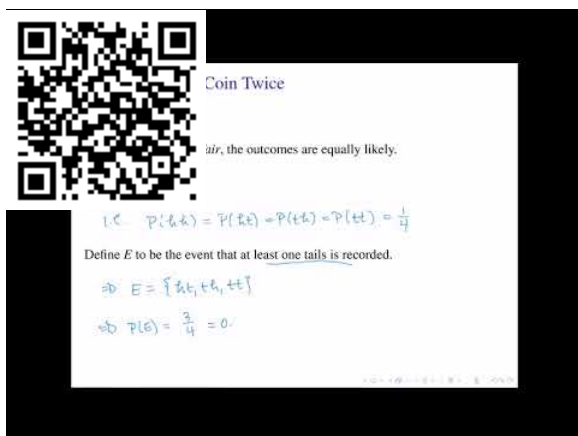 Coin Twice
air, the outcomes are equally likely.
i.e. P(hh) = P(ht) = P(th) = P(tt) = 1/4
Define E to be the event that at least one tails is recorded.
⇒ E = {ht, th, tt}
⇒ P(E) = 3/4 = 0.